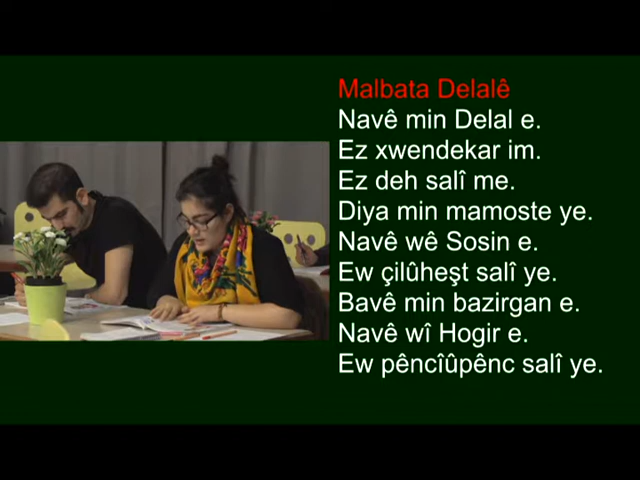 Malbata Delalê
Navê min Delal e.
Ez xwendekar im.
Ez deh salî me.
Diya min mamoste ye.
Navê wê Sosin e.
Ew çilûheşt salî ye.
Bavê min bazirgan e.
Navê wî Hogir e.
Ew pêncîûpênc salî ye.